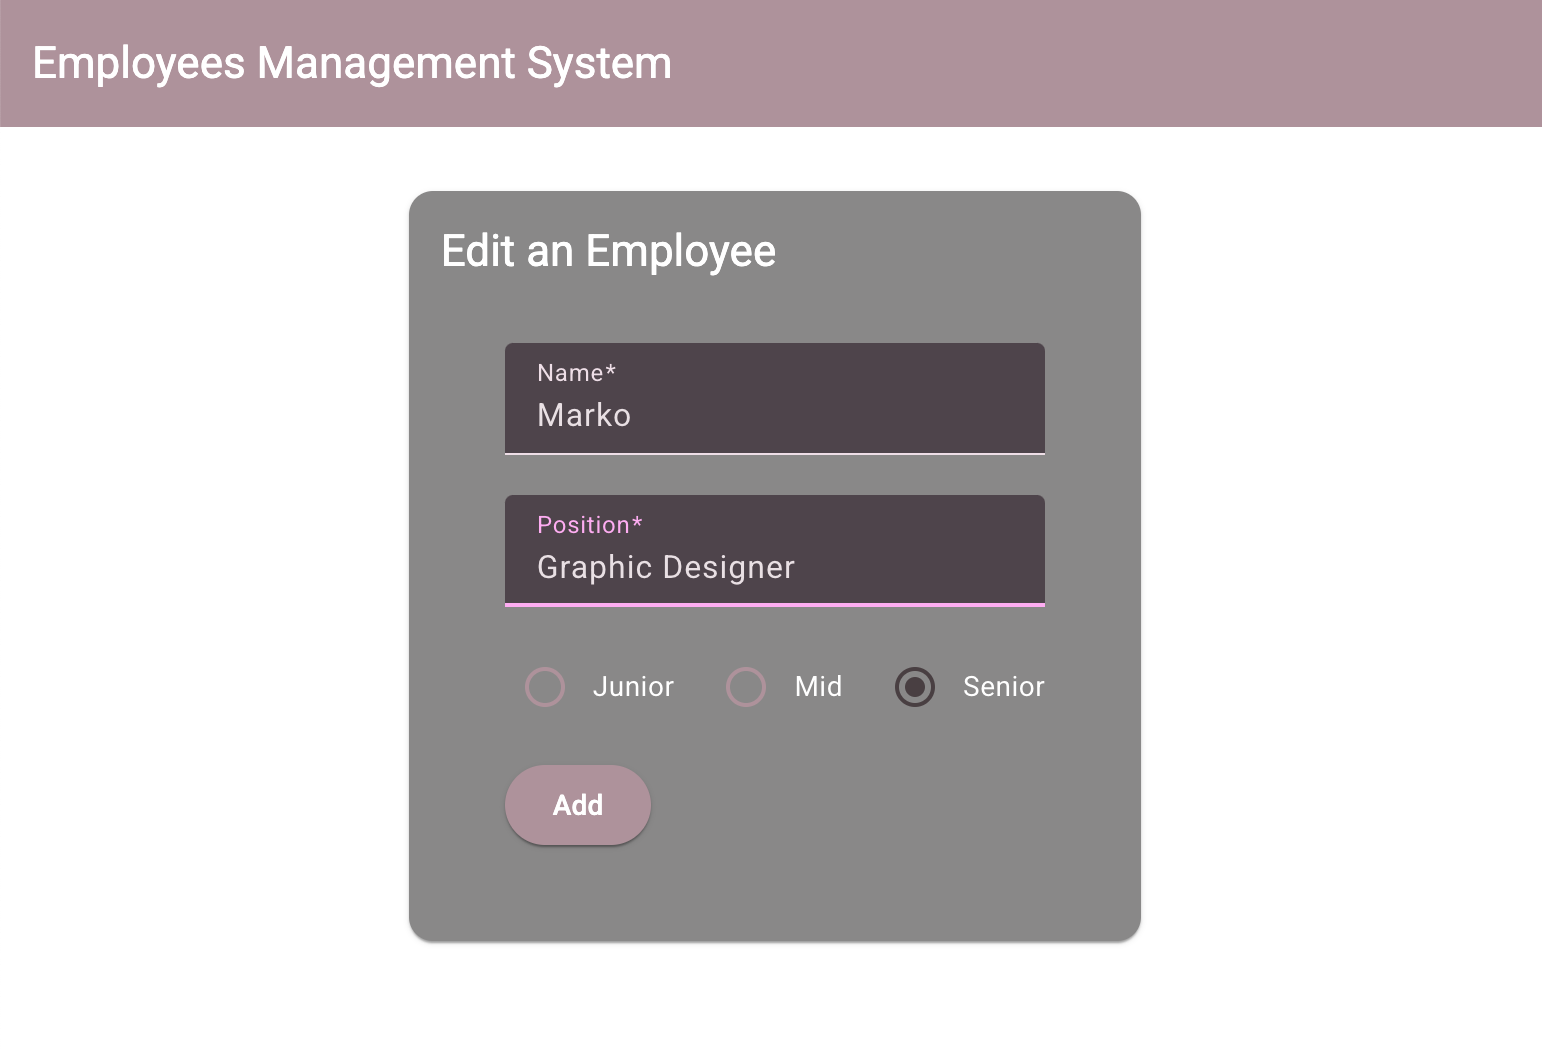 Employees Management System
Edit an Employee
Name*
Marko
Position*
Graphic Designer
Junior Mid Senior
Add